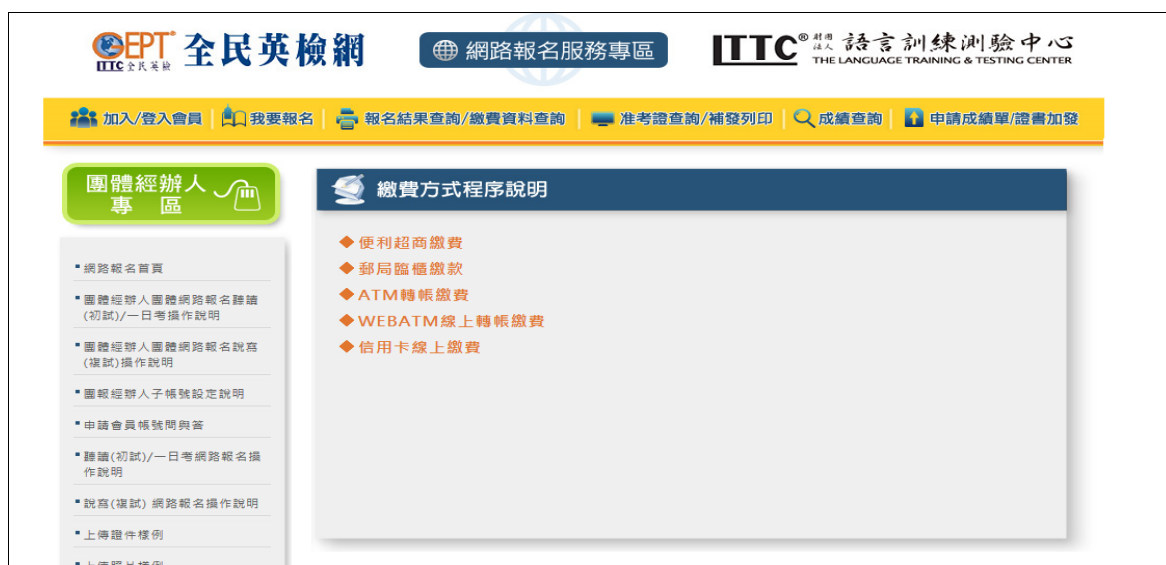 GEPT 全民英檢網
LTTC 全民英檢
網路報名服務專區
LTTC® 財團法人 語言訓練測驗中心
THE LANGUAGE TRAINING & TESTING CENTER
加入/登入會員 我要報名 報名結果查詢/繳費資料查詢 准考證查詢/補發列印 成績查詢 申請成績單/證書加發
團體經辦人
專 區
網路報名首頁
團體經辦人團體網路報名聽讀
(初試)/一日考操作說明
團體經辦人團體網路報名說寫
(複試)操作說明
團報經辦人子帳號設定說明
申請會員帳號問與答
聽讀(初試)/一日考網路報名操
作說明
說寫(複試) 網路報名操作說明
上傳證件樣例
繳費方式程序說明
◆便利超商繳費
◆郵局臨櫃繳款
◆ATM轉帳繳費
◆WEBATM線上轉帳繳費
◆信用卡線上繳費